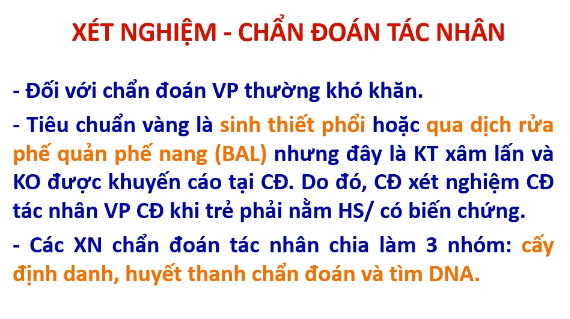 XÉT NGHIỆM - CHẨN ĐOÁN TÁC NHÂN
- Đối với chẩn đoán VP thường khó khăn.
- Tiêu chuẩn vàng là sinh thiết phổi hoặc qua dịch rửa
phế quản phế nang (BAL) nhưng đây là KT xâm lấn và
KO được khuyến cáo tại CĐ. Do đó, CĐ xét nghiệm CĐ
tác nhân VP CĐ khi trẻ phải nằm HS/ có biến chứng.
- Các XN chẩn đoán tác nhân chia làm 3 nhóm: cấy
định danh, huyết thanh chẩn đoán và tìm DNA.